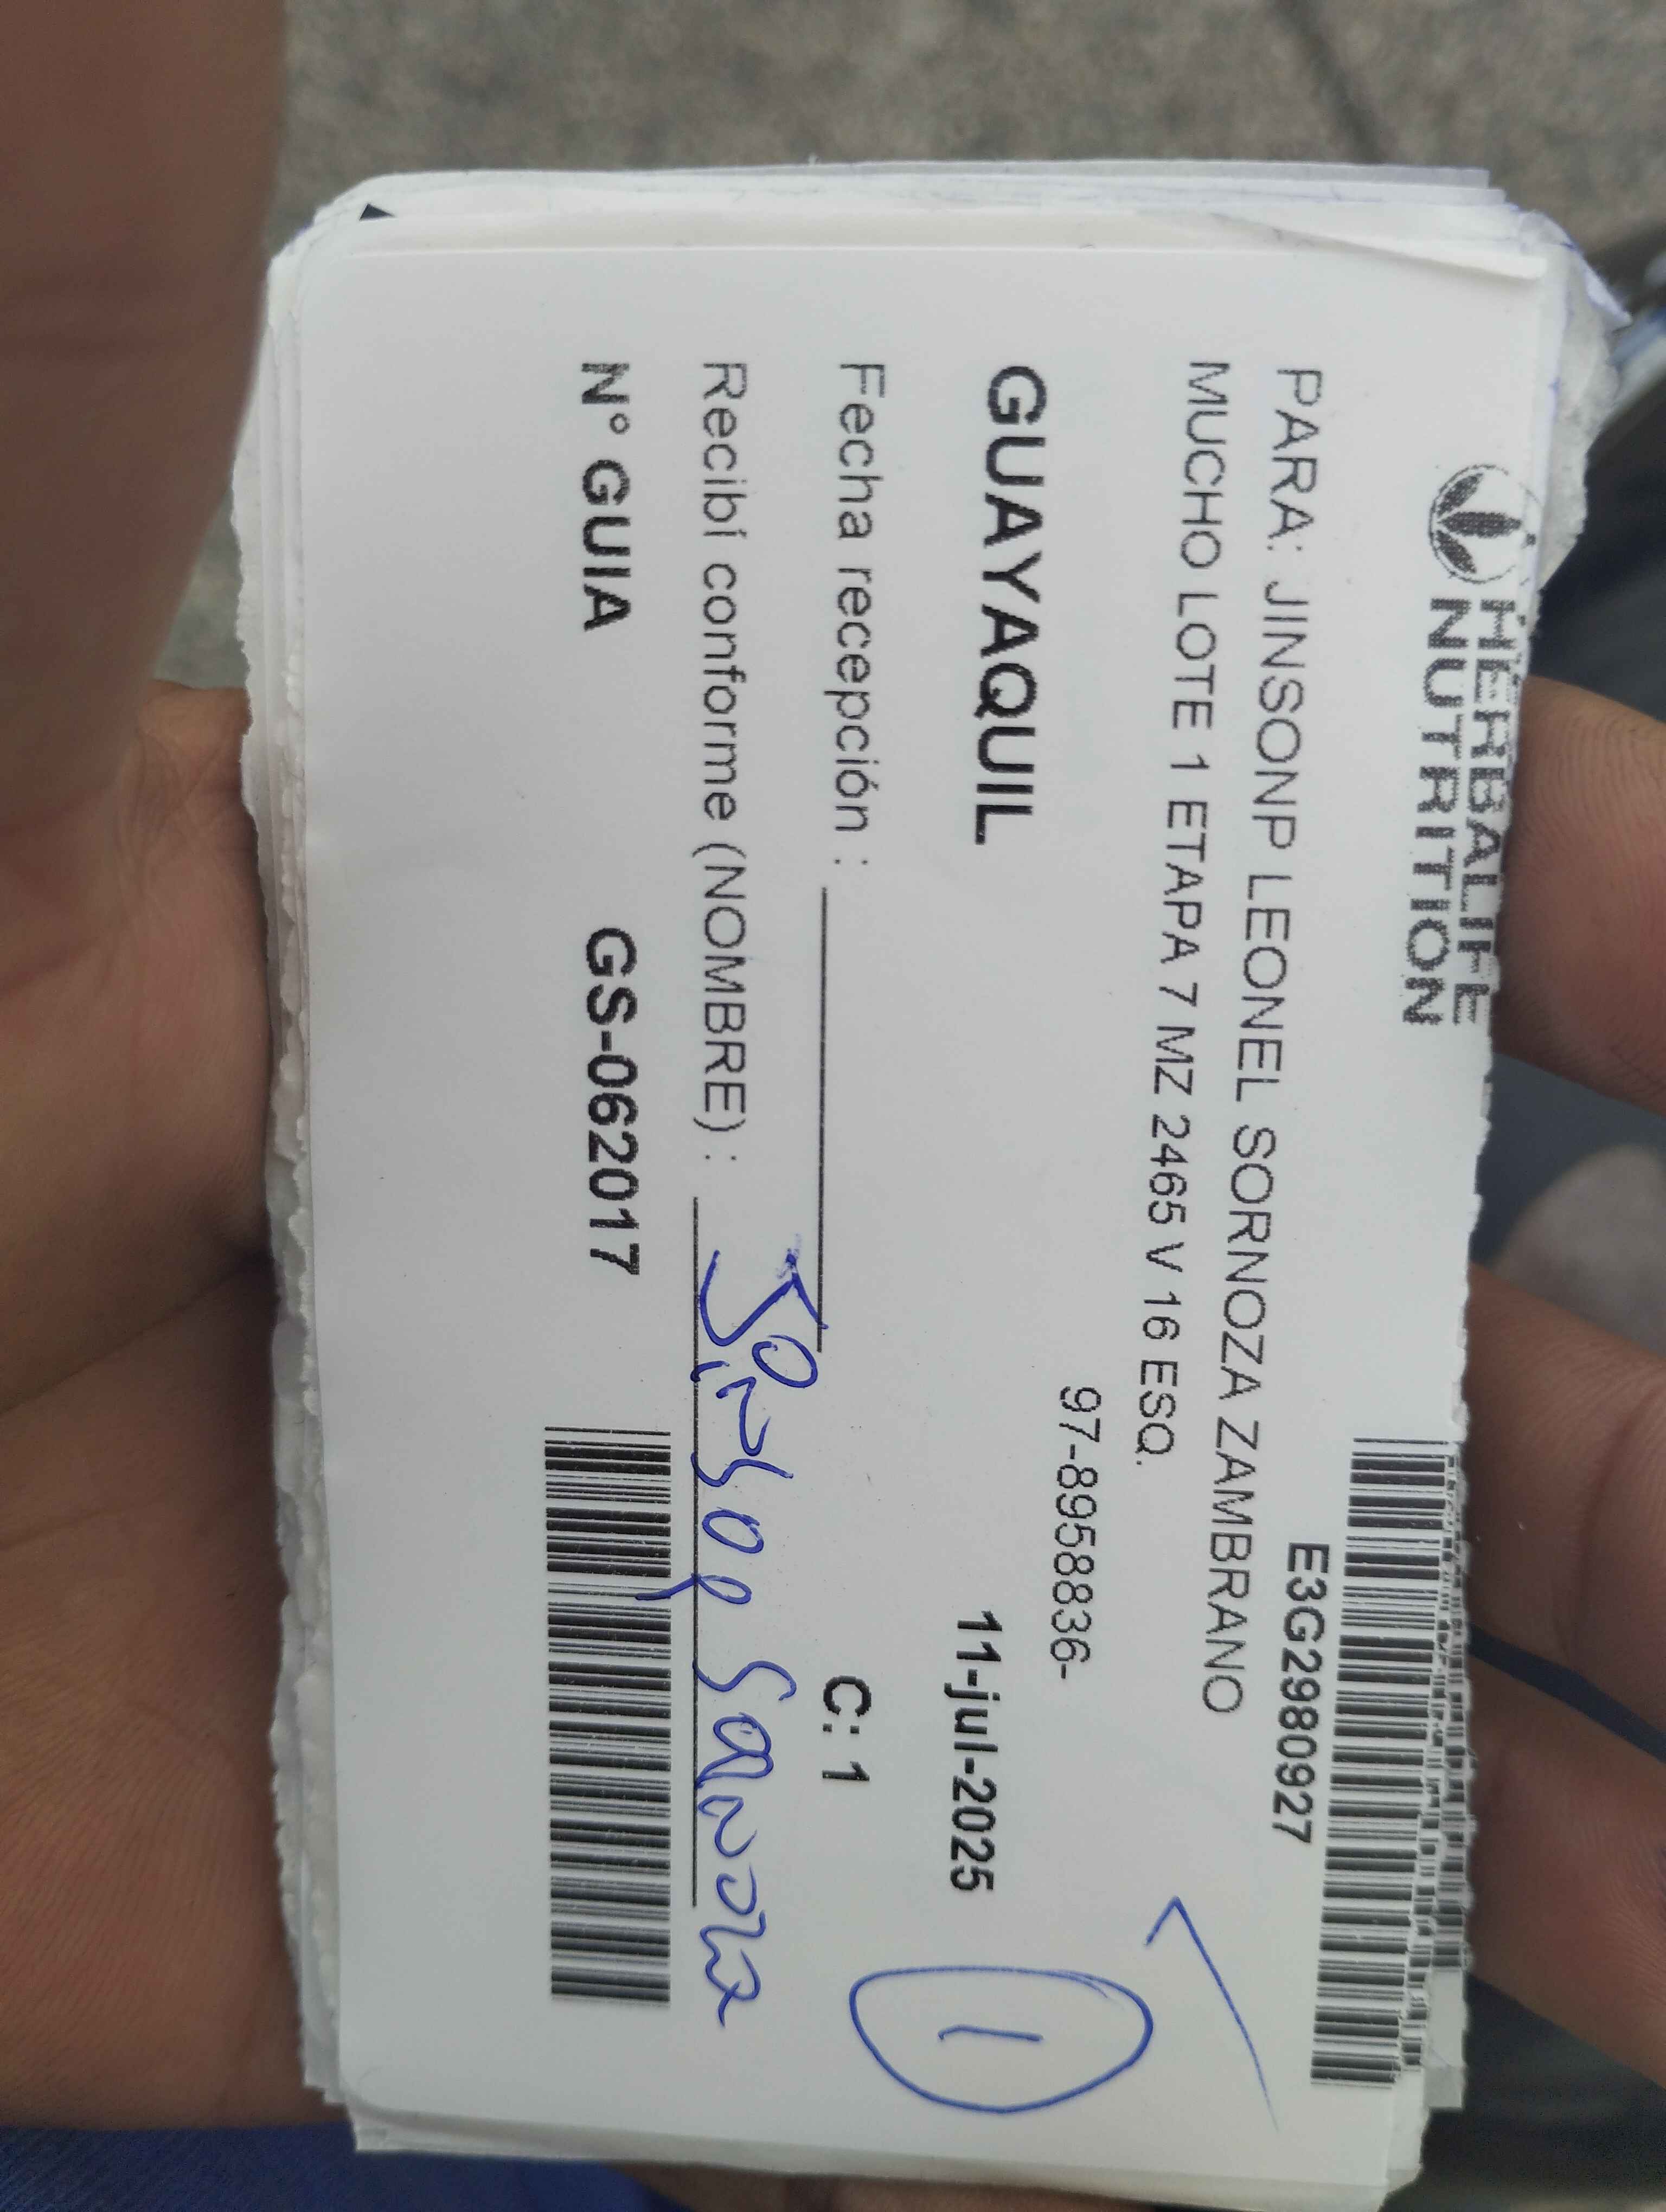 HERBALIFE
NUTRITION
E3G2980927
PARA: JINSONP LEONEL SORNOZA ZAMBRANO
MUCHO LOTE 1 ETAPA 7 MZ 2465 V 16 ESQ.
97-8958836-
GUAYAQUIL 11-jul-2025
1
Fecha recepción : C: 1
Recibí conforme (NOMBRE) :
N° GUIA GS-062017